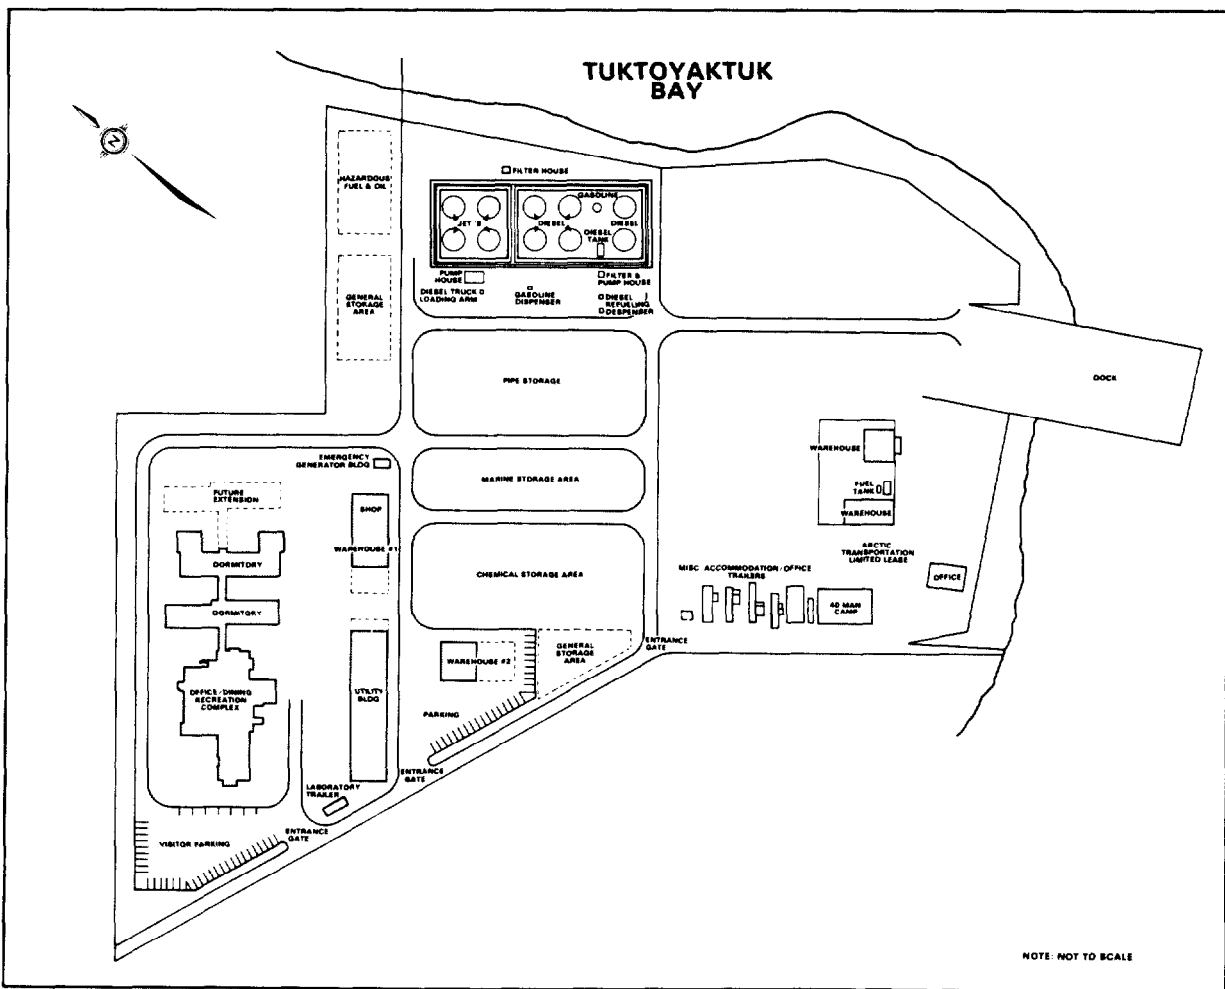 TUKTOYAKTUK
BAY
N
HAZARDOUS
FUEL & OIL
FILTER HOUSE
GASOLINE
JET 'B
DIESEL
DIESEL
DIESEL
TANK
PUMP
HOUSE
FILTER &
PUMP HOUSE
DIESEL TRUCK
LOADING ARM
GASOLINE
DISPENSER
DIESEL
REFUELING
DESPENSER
GENERAL
STORAGE
AREA
PIPE STORAGE
DOCK
EMERGENCY
GENERATOR BLDG
WAREHOUSE
FUTURE
EXTENSION
MARINE STORAGE AREA
FUEL
TANK
SHOP
WAREHOUSE
WAREHOUSE #1
ARCTIC
TRANSPORTATION
LIMITED LEASE
DORMITORY
CHEMICAL STORAGE AREA
MISC ACCOMMODATION/OFFICE
TRAILERS
OFFICE
DORMITORY
40 MAN
CAMP
ENTRANCE
GATE
GENERAL
STORAGE
AREA
WAREHOUSE #2
OFFICE/DINING
RECREATION
COMPLEX
UTILITY
BLDG
PARKING
ENTRANCE
GATE
LABORATORY
TRAILER
ENTRANCE
GATE
VISITOR PARKING
NOTE: NOT TO SCALE